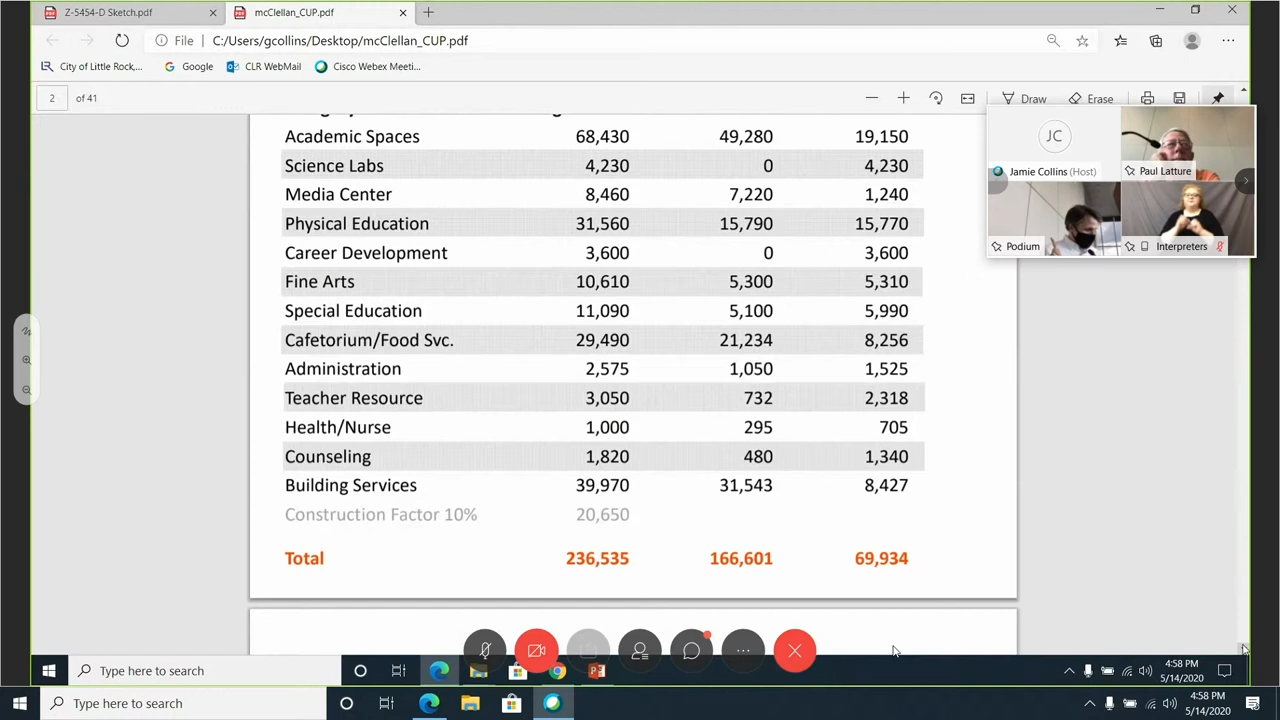 Z-5454-D Sketch.pdf
mcClellan_CUP.pdf
File C:/Users/gcollins/Desktop/mcClellan_CUP.pdf
City of Little Rock,...
Google
CLR WebMail
Cisco Webex Meeti...
2 of 41
Draw
Erase
JC
Jamie Collins (Host)
Paul Latture
Podium
Interpreters
Academic Spaces 68,430 49,280 19,150
Science Labs 4,230 0 4,230
Media Center 8,460 7,220 1,240
Physical Education 31,560 15,790 15,770
Career Development 3,600 0 3,600
Fine Arts 10,610 5,300 5,310
Special Education 11,090 5,100 5,990
Cafetorium/Food Svc. 29,490 21,234 8,256
Administration 2,575 1,050 1,525
Teacher Resource 3,050 732 2,318
Health/Nurse 1,000 295 705
Counseling 1,820 480 1,340
Building Services 39,970 31,543 8,427
Construction Factor 10% 20,650
Total 236,535 166,601 69,934
Type here to search
4:58 PM
5/14/2020
Type here to search
4:58 PM
5/14/2020